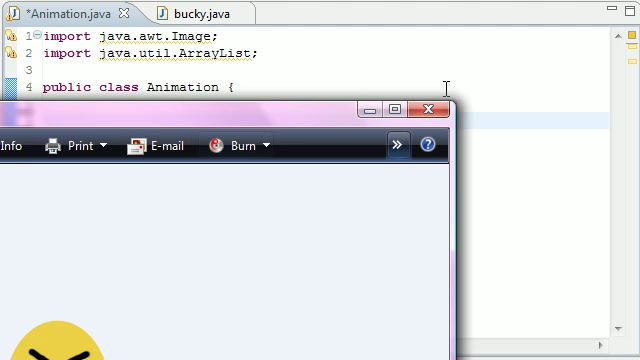 *Animation.java bucky.java
1 import java.awt.Image;
2 import java.util.ArrayList;
3
4 public class Animation {
Info Print E-mail Burn » ?